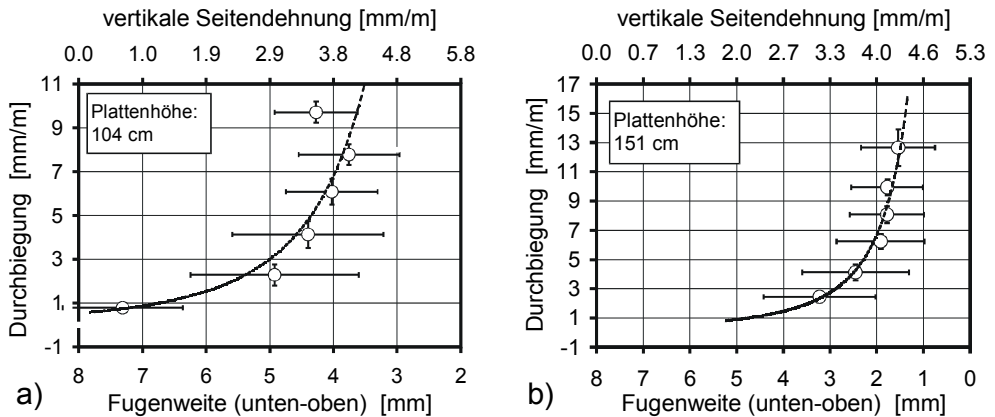 vertikale Seitendehnung [mm/m]
0.0 1.0 1.9 2.9 3.9 4.8 5.8
11
9
7
5
3
1
-1
Durchbiegung [mm/m]
Plattenhöhe:
104 cm
8 7 6 5 4 3 2
a) Fugenweite (unten-oben) [mm]
vertikale Seitendehnung [mm/m]
0.0 0.7 1.3 2.0 2.7 3.3 4.0 4.6 5.3
17
15
13
11
9
7
5
3
1
-1
Durchbiegung [mm/m]
Plattenhöhe:
151 cm
8 7 6 5 4 3 2 1 0
b) Fugenweite (unten-oben) [mm]